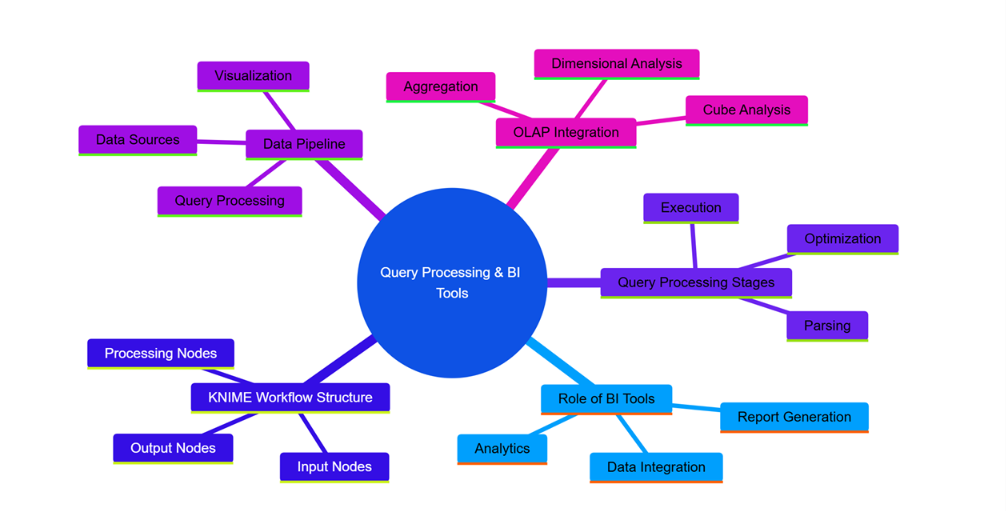 Visualization
Data Sources
Data Pipeline
Query Processing
Dimensional Analysis
Aggregation
Cube Analysis
OLAP Integration
Execution
Optimization
Query Processing Stages
Parsing
Query Processing & BI
Tools
Processing Nodes
KNIME Workflow Structure
Output Nodes
Input Nodes
Role of BI Tools
Report Generation
Analytics
Data Integration